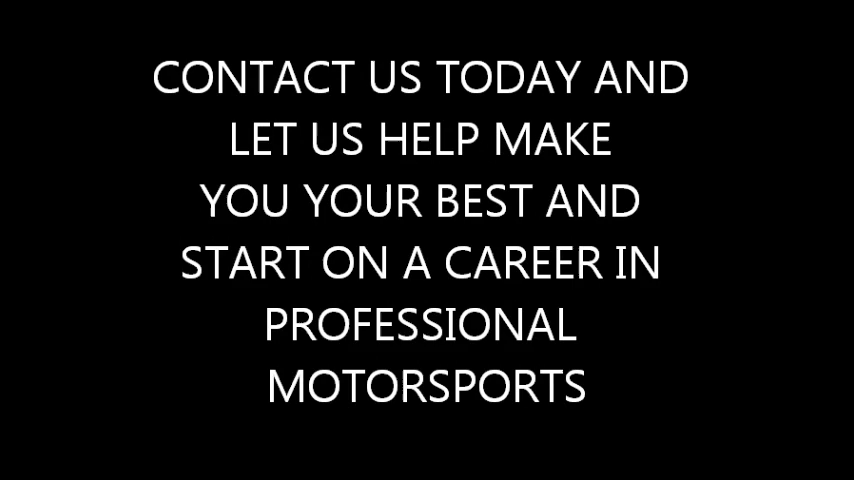 CONTACT US TODAY AND
LET US HELP MAKE
YOU YOUR BEST AND
START ON A CAREER IN
PROFESSIONAL
MOTORSPORTS